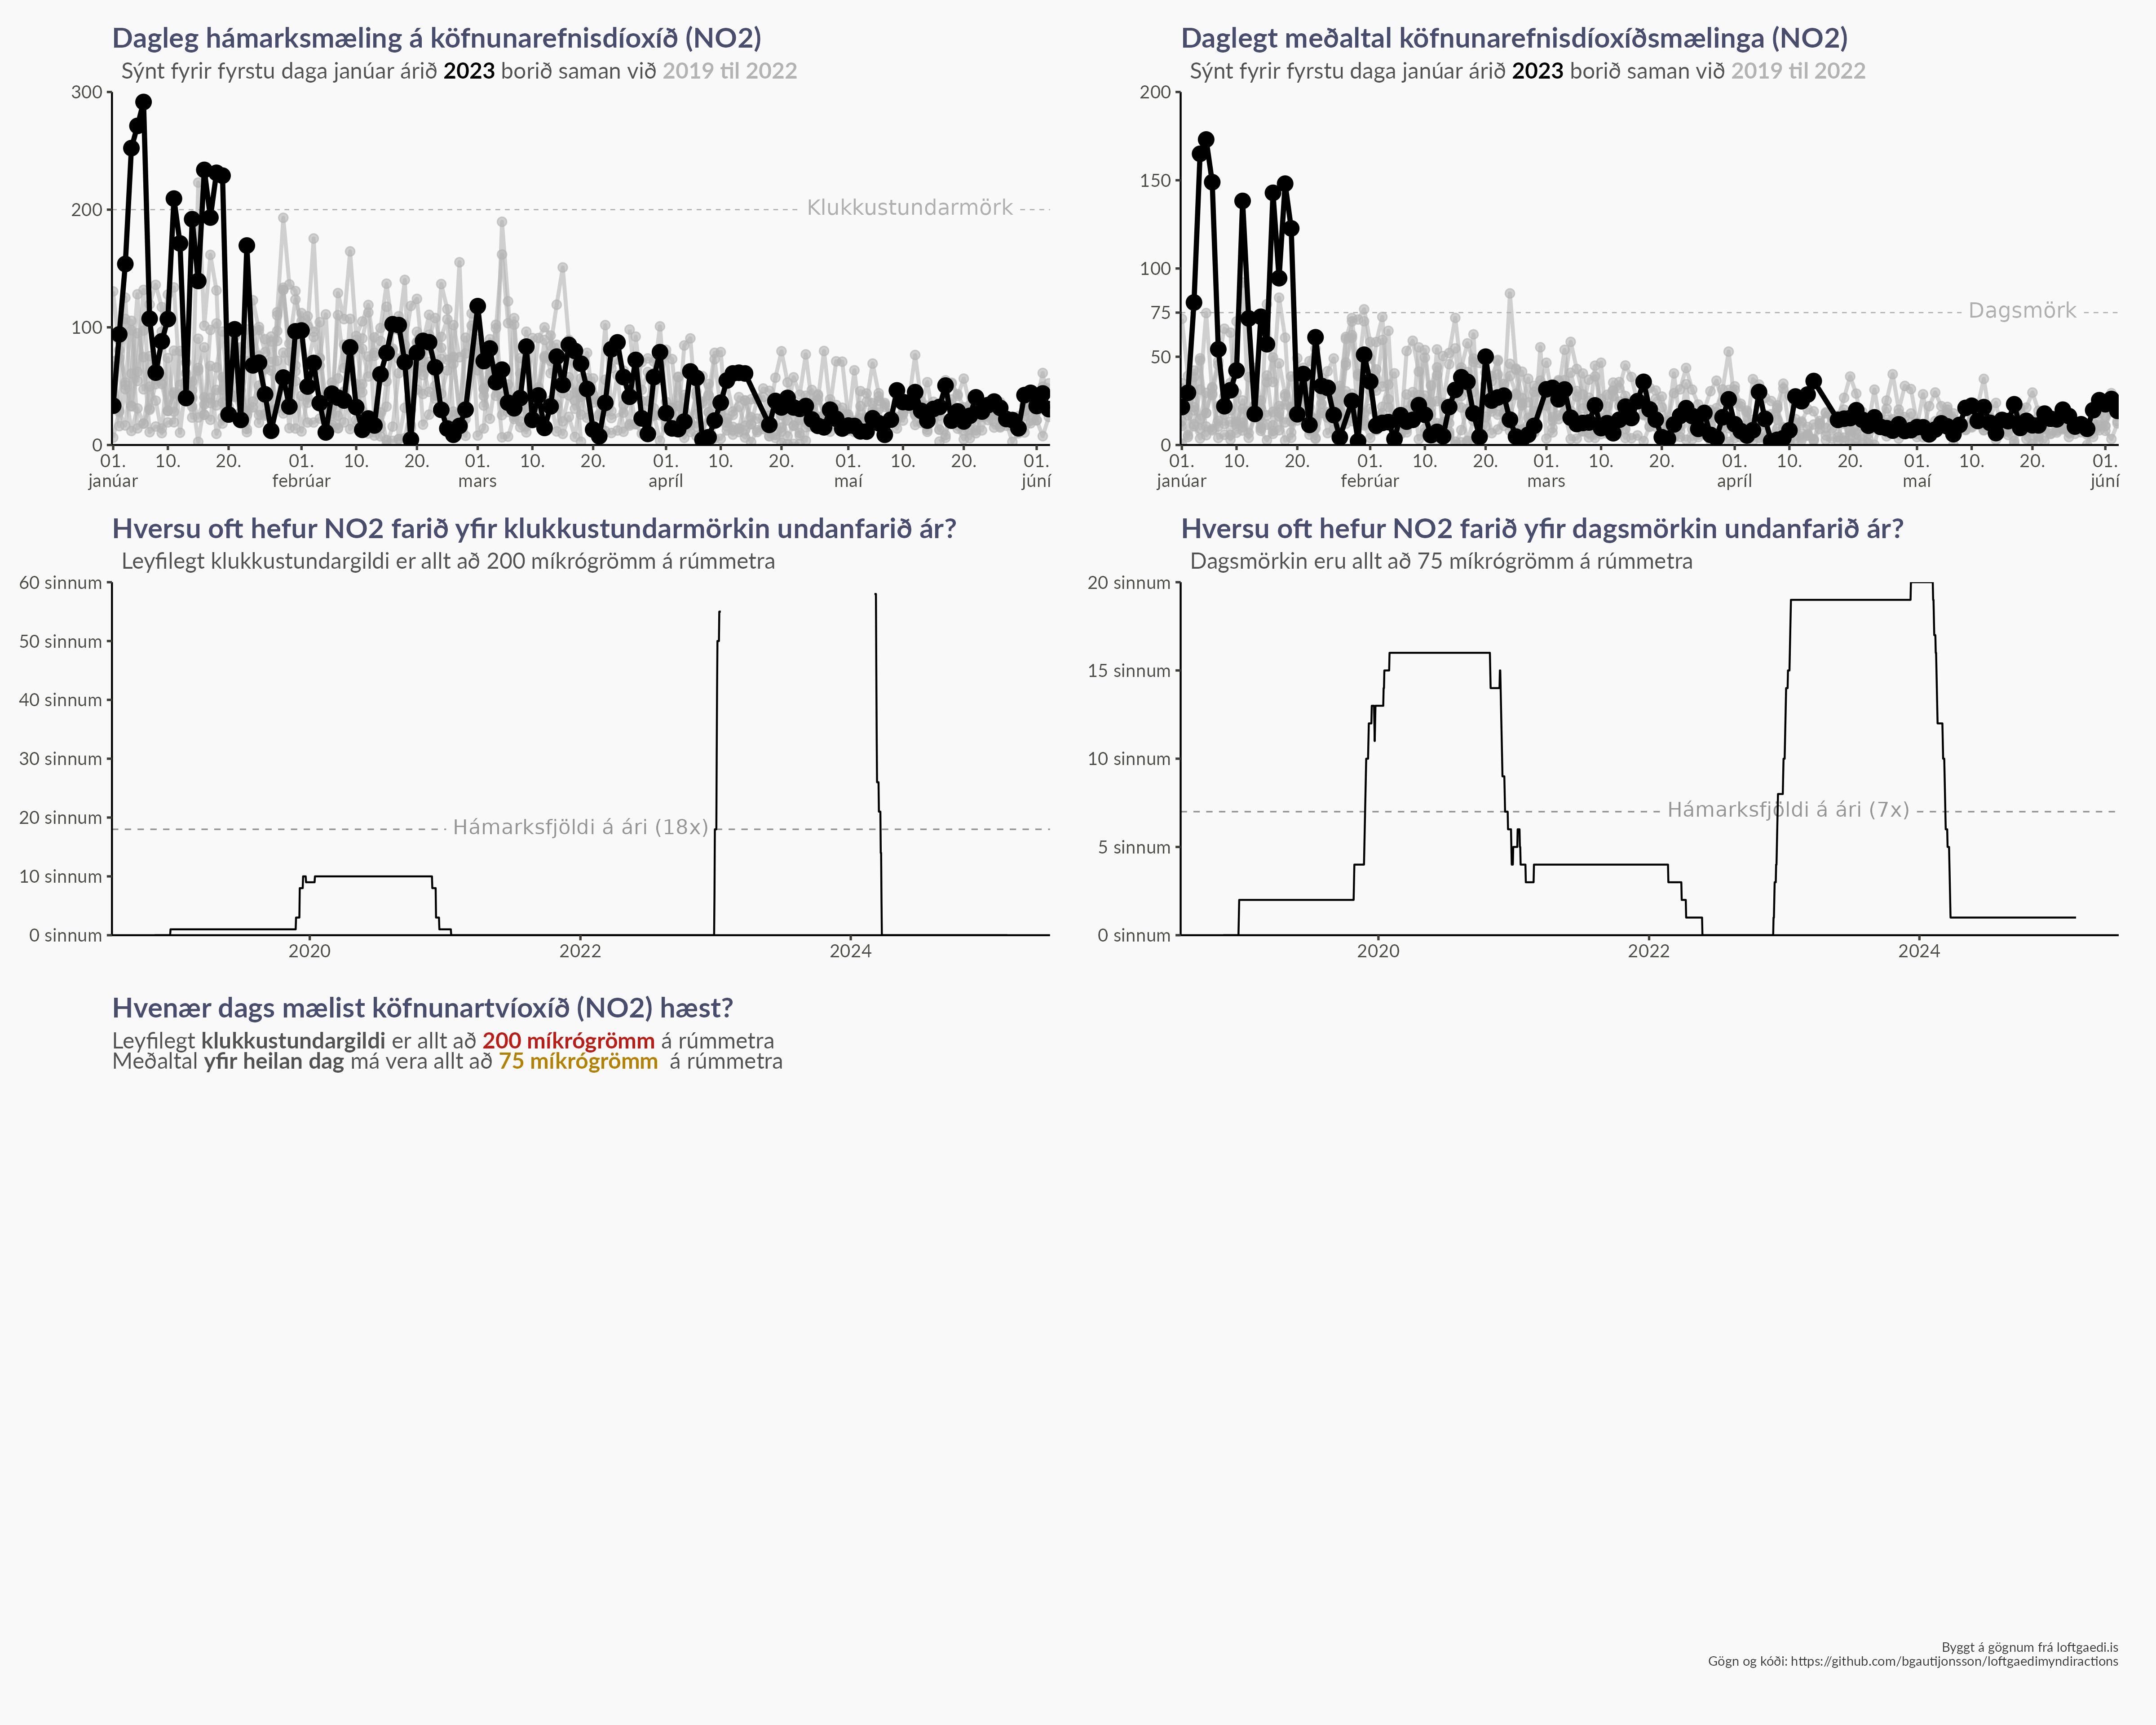 Dagleg hámarksmæling á köfnunarefnisdíoxíð (NO2)
Sýnt fyrir fyrstu daga janúar árið 2023 borið saman við 2019 til 2022
300
200
100
0
Klukkustundarmörk
01. 10. 20. 01. 10. 20. 01. 10. 20. 01. 10. 20. 01. 10. 20. 01.
janúar febrúar mars apríl maí júní
Daglegt meðaltal köfnunarefnisdíoxíðsmælinga (NO2)
Sýnt fyrir fyrstu daga janúar árið 2023 borið saman við 2019 til 2022
200
150
100
75
50
0
Dagsmörk
01. 10. 20. 01. 10. 20. 01. 10. 20. 01. 10. 20. 01. 10. 20. 01.
janúar febrúar mars apríl maí júní
Hversu oft hefur NO2 farið yfir klukkustundarmörkin undanfarið ár?
Leyfilegt klukkustundargildi er allt að 200 míkrógrömm á rúmmetra
60 sinnum
50 sinnum
40 sinnum
30 sinnum
20 sinnum
10 sinnum
0 sinnum
Hámarksfjöldi á ári (18x)
2020 2022 2024
Hversu oft hefur NO2 farið yfir dagsmörkin undanfarið ár?
Dagsmörkin eru allt að 75 míkrógrömm á rúmmetra
20 sinnum
15 sinnum
10 sinnum
5 sinnum
0 sinnum
Hámarksfjöldi á ári (7x)
2020 2022 2024
Hvenær dags mælist köfnunartvíoxíð (NO2) hæst?
Leyfilegt klukkustundargildi er allt að 200 míkrógrömm á rúmmetra
Meðaltal yfir heilan dag má vera allt að 75 míkrógrömm á rúmmetra
Byggt á gögnum frá loftgaedi.is
Gögn og kóði: https://github.com/bgautijonsson/loftgaedimyndiractions